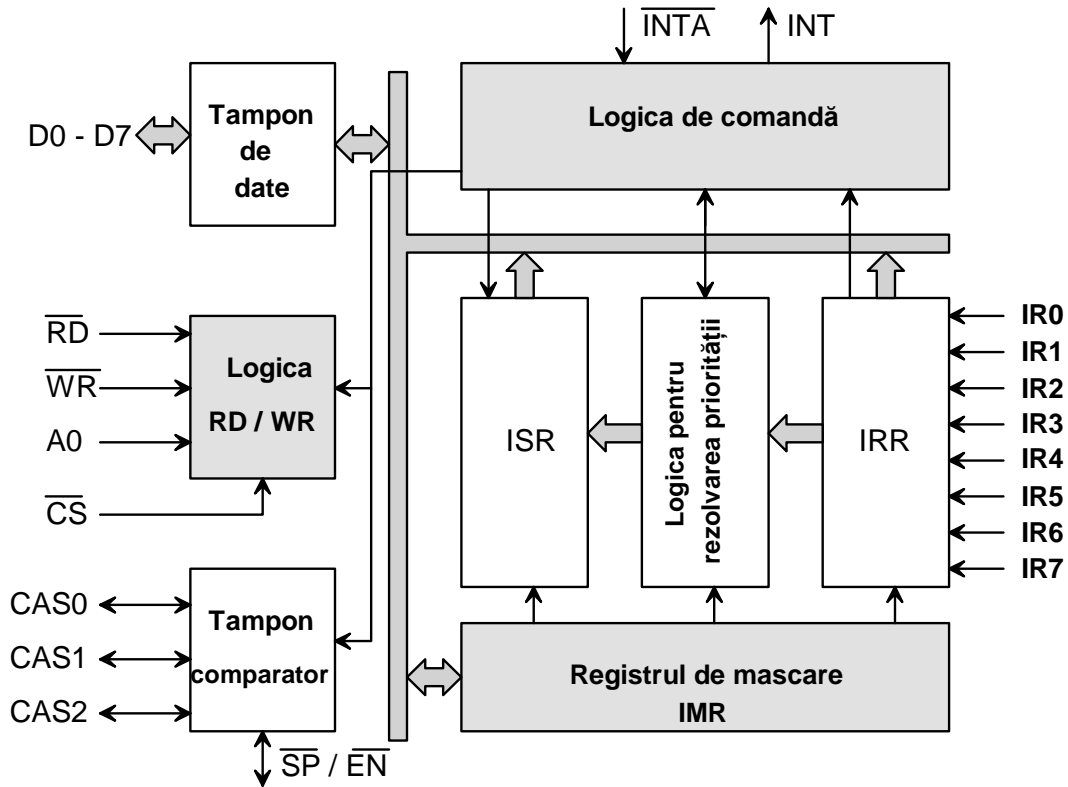 INTA
INT
Tampon
de
date
D0 - D7
Logica de comandă
RD
WR
A0
CS
Logica
RD / WR
ISR
Logica pentru
rezolvarea priorității
IRR
IR0
IR1
IR2
IR3
IR4
IR5
IR6
IR7
CAS0
CAS1
CAS2
Tampon
comparator
SP / EN
Registrul de mascare
IMR